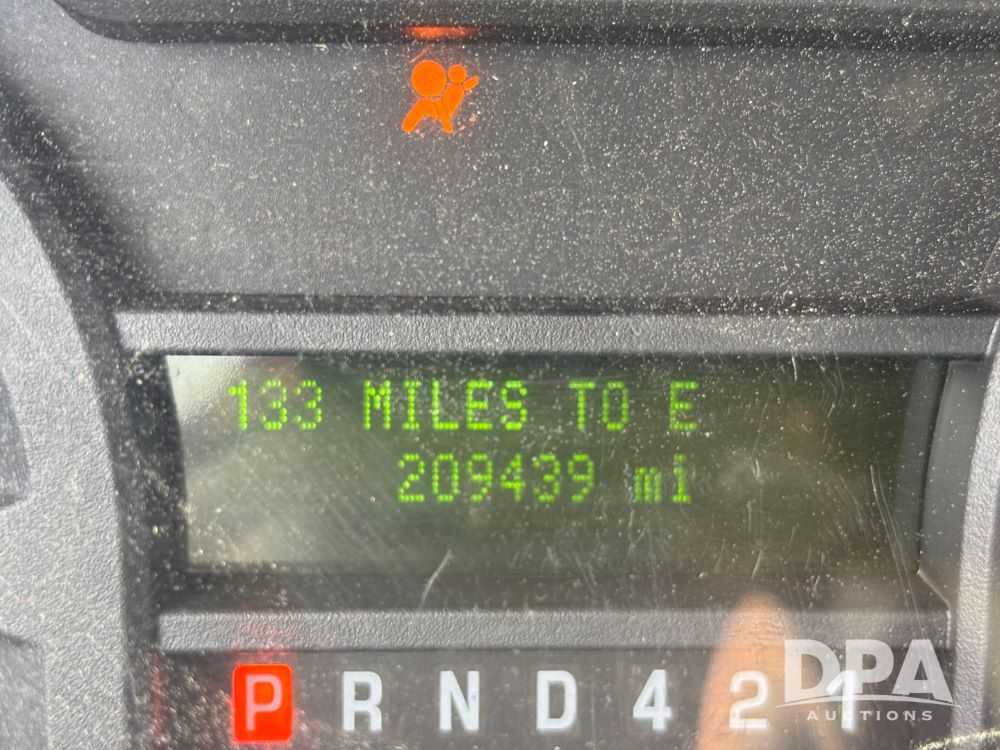 133 MILES TO E
209439 mi
P R N D 4 2 1
DPA
AUCTIONS